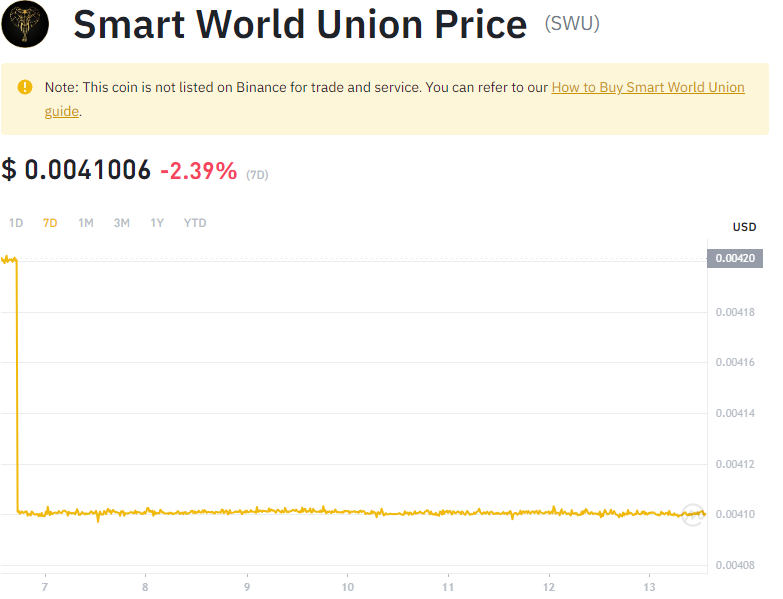 Smart World Union Price (SWU)
Note: This coin is not listed on Binance for trade and service. You can refer to our How to Buy Smart World Union
guide.
$ 0.0041006 -2.39% (7D)
1D 7D 1M 3M 1Y YTD
USD
0.00420
0.00418
0.00416
0.00414
0.00412
0.00410
0.00408
7 8 9 10 11 12 13